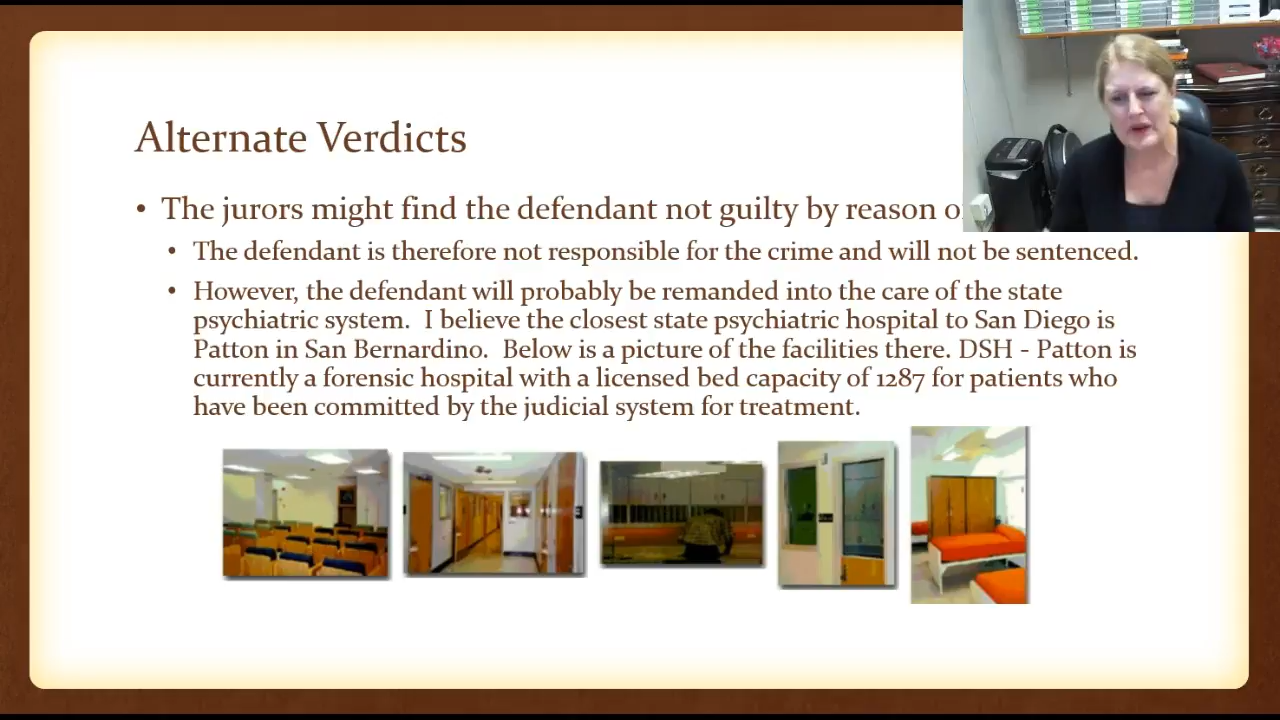 Alternate Verdicts
• The jurors might find the defendant not guilty by reason
• The defendant is therefore not responsible for the crime and will not be sentenced.
• However, the defendant will probably be remanded into the care of the state
psychiatric system.  I believe the closest state psychiatric hospital to San Diego is
Patton in San Bernardino.  Below is a picture of the facilities there. DSH - Patton is
currently a forensic hospital with a licensed bed capacity of 1287 for patients who
have been committed by the judicial system for treatment.